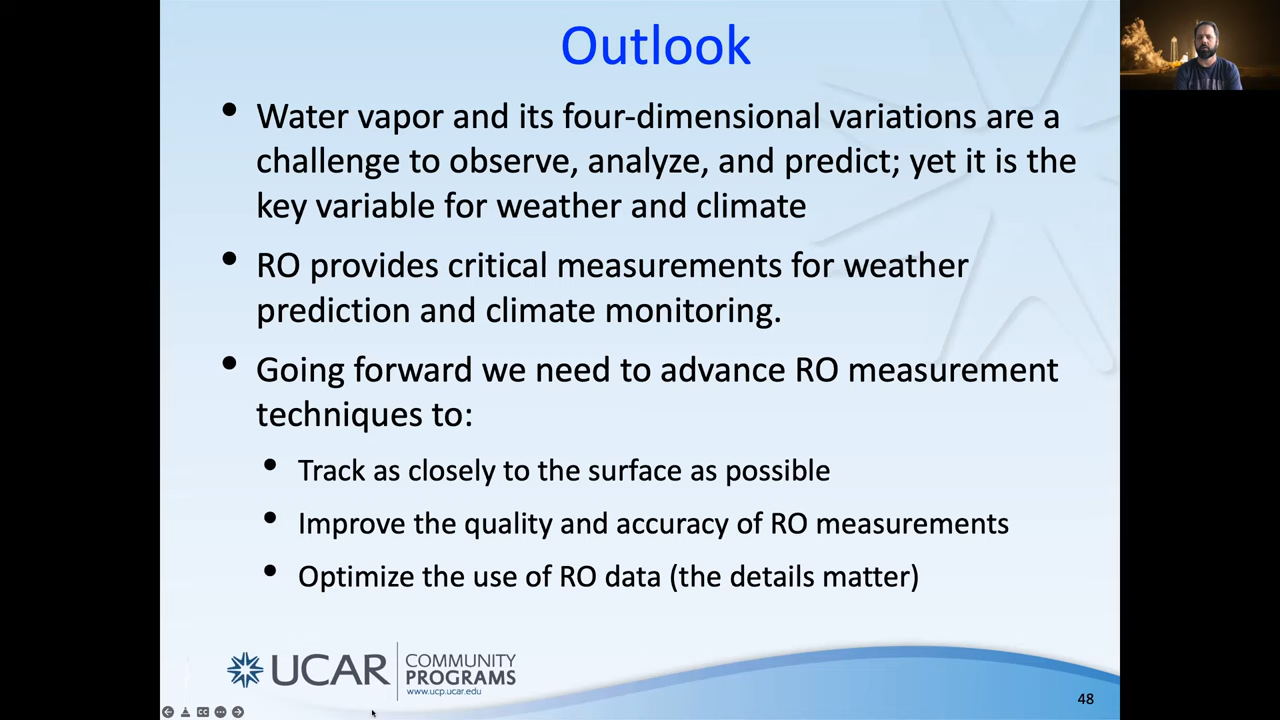 Outlook
• Water vapor and its four-dimensional variations are a
challenge to observe, analyze, and predict; yet it is the
key variable for weather and climate
• RO provides critical measurements for weather
prediction and climate monitoring.
• Going forward we need to advance RO measurement
techniques to:
• Track as closely to the surface as possible
• Improve the quality and accuracy of RO measurements
• Optimize the use of RO data (the details matter)
UCAR
COMMUNITY
PROGRAMS
www.ucp.ucar.edu
48
CC